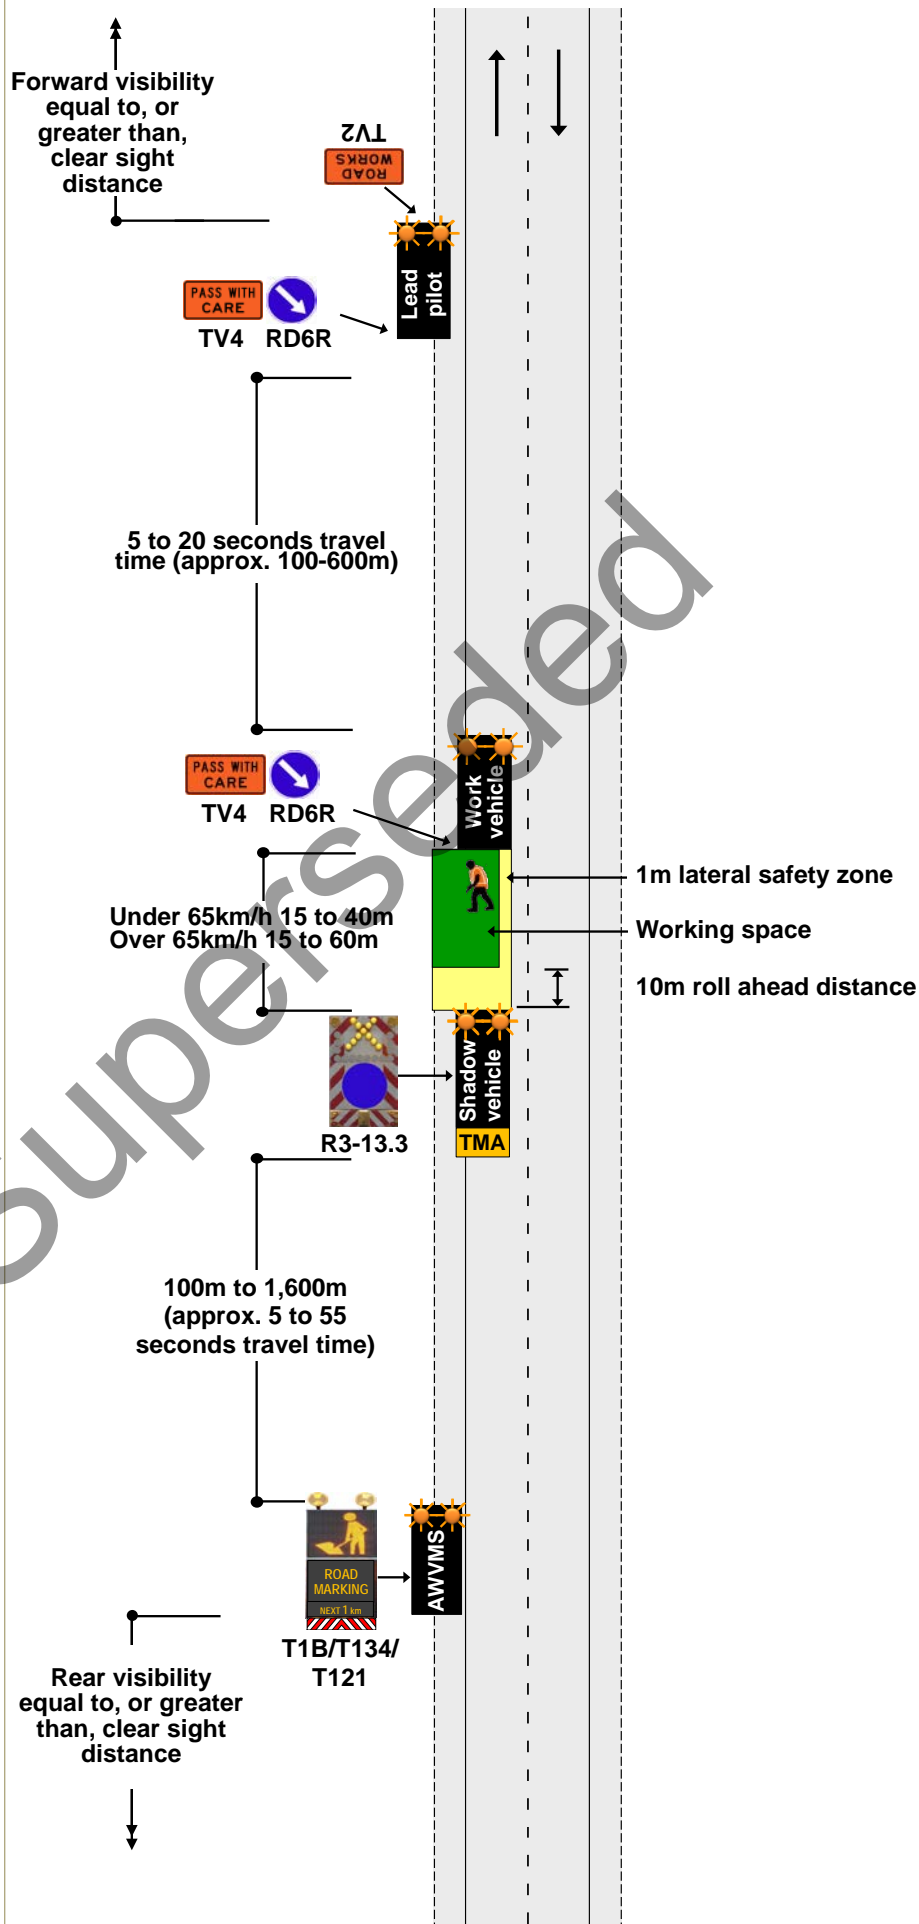 Forward visibility
equal to, or
greater than,
clear sight
distance
TV2
ROAD
WORKS
Lead
pilot
PASS WITH
CARE
TV4 RD6R
5 to 20 seconds travel
time (approx. 100-600m)
PASS WITH
CARE
TV4 RD6R
Work
vehicle
1m lateral safety zone
Under 65km/h 15 to 40m
Over 65km/h 15 to 60m
Working space
10m roll ahead distance
Shadow
vehicle
TMA
R3-13.3
Superseded
100m to 1,600m
(approx. 5 to 55
seconds travel time)
ROAD
MARKING
NEXT 1 km
AWVMS
T1B/T134/
T121
Rear visibility
equal to, or greater
than, clear sight
distance